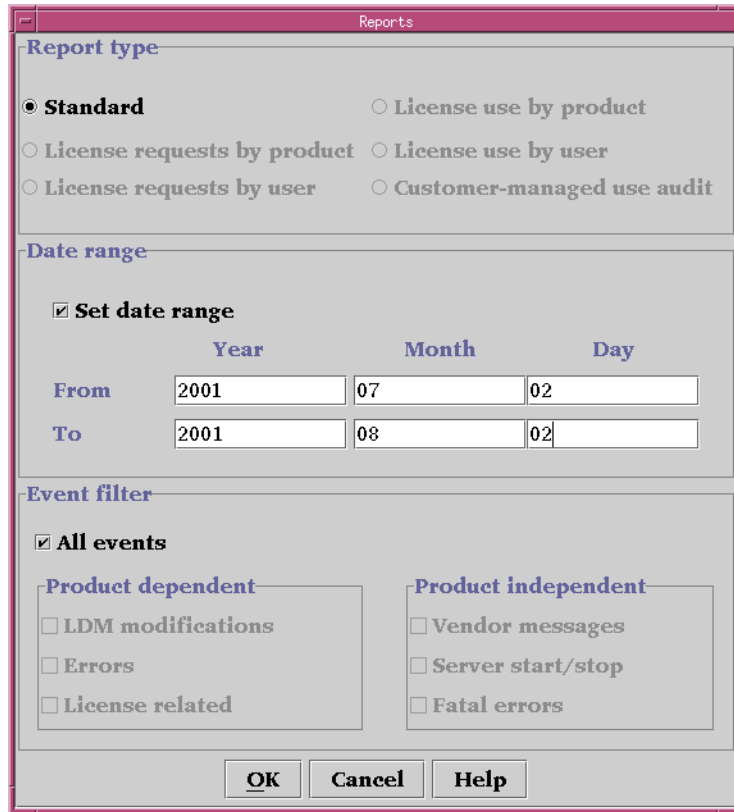 Reports
Report type
Standard
License use by product
License requests by product
License use by user
License requests by user
Customer-managed use audit
Date range
Set date range
Year Month Day
From 2001 07 02
To 2001 08 02
Event filter
All events
Product dependent
LDM modifications
Errors
License related
Product independent
Vendor messages
Server start/stop
Fatal errors
OK Cancel Help